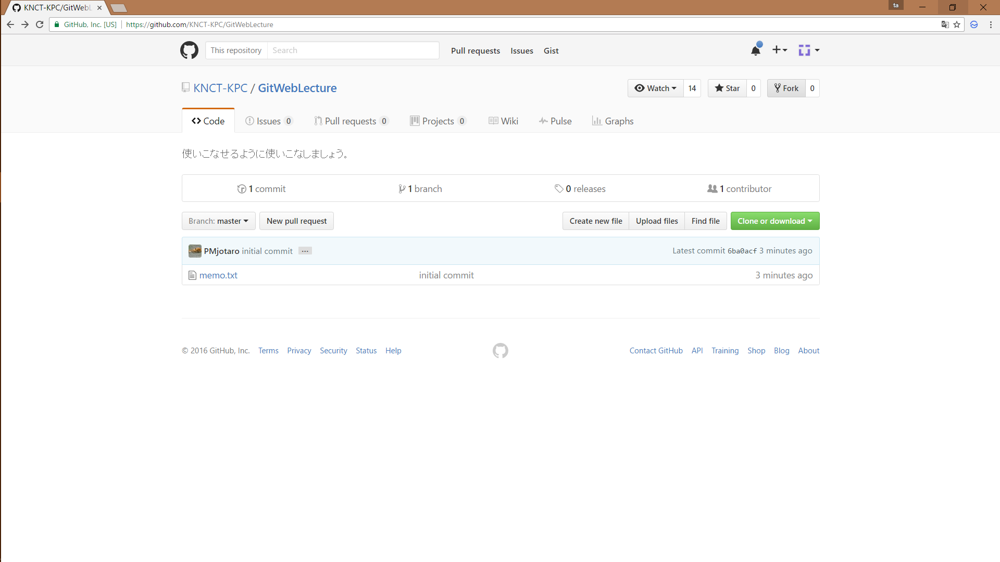 KNCT-KPC/GitWebL
ta
GitHub, Inc. [US] https://github.com/KNCT-KPC/GitWebLecture
This repository Search Pull requests Issues Gist
KNCT-KPC / GitWebLecture
Watch 14 Star 0 Fork 0
Code Issues 0 Pull requests 0 Projects 0 Wiki Pulse Graphs
使いこなせるように使いこなしましょう。
1 commit 1 branch 0 releases 1 contributor
Branch: master New pull request Create new file Upload files Find file Clone or download
PMjotaro initial commit ... Latest commit 6ba0acf 3 minutes ago
memo.txt initial commit 3 minutes ago
© 2016 GitHub, Inc. Terms Privacy Security Status Help Contact GitHub API Training Shop Blog About